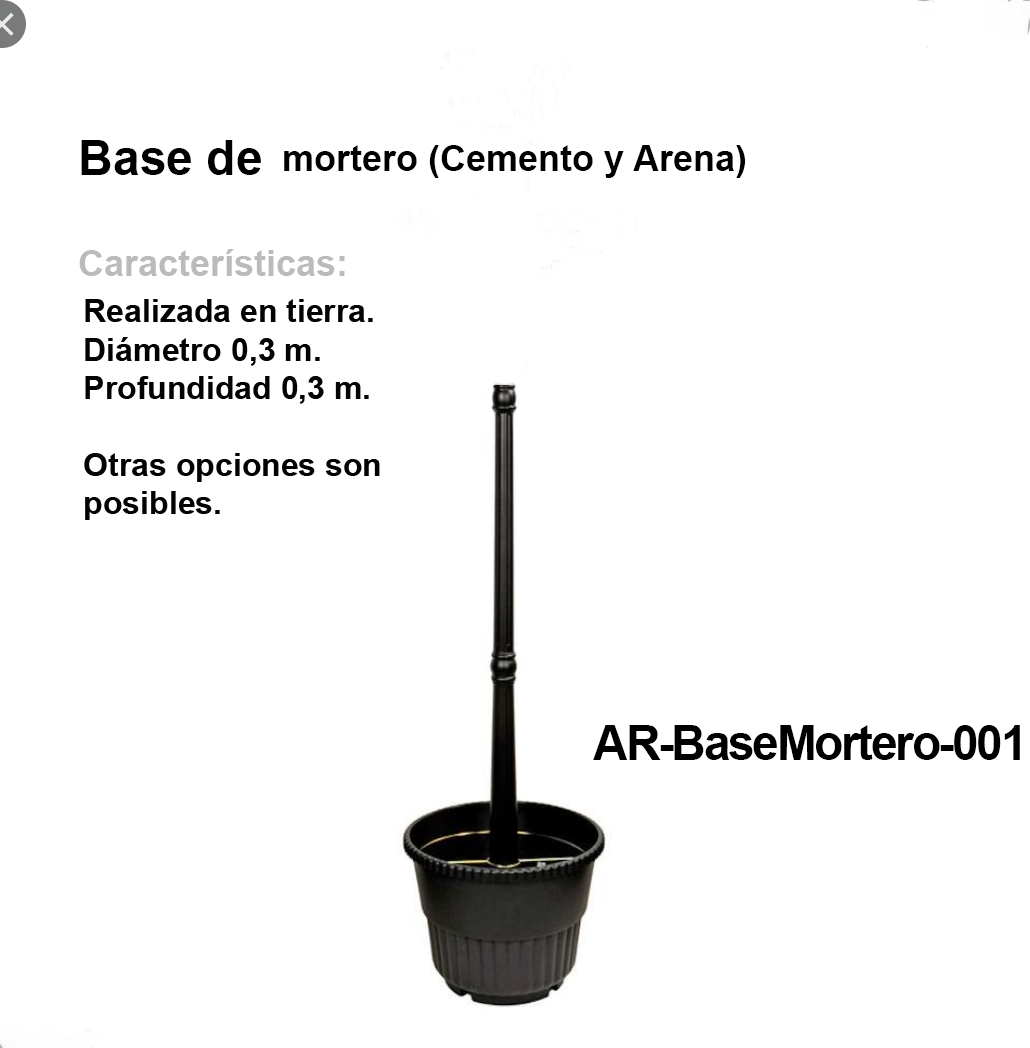 Base de mortero (Cemento y Arena)
Características:
Realizada en tierra.
Diámetro 0,3 m.
Profundidad 0,3 m.
Otras opciones son
posibles.
AR-BaseMortero-001